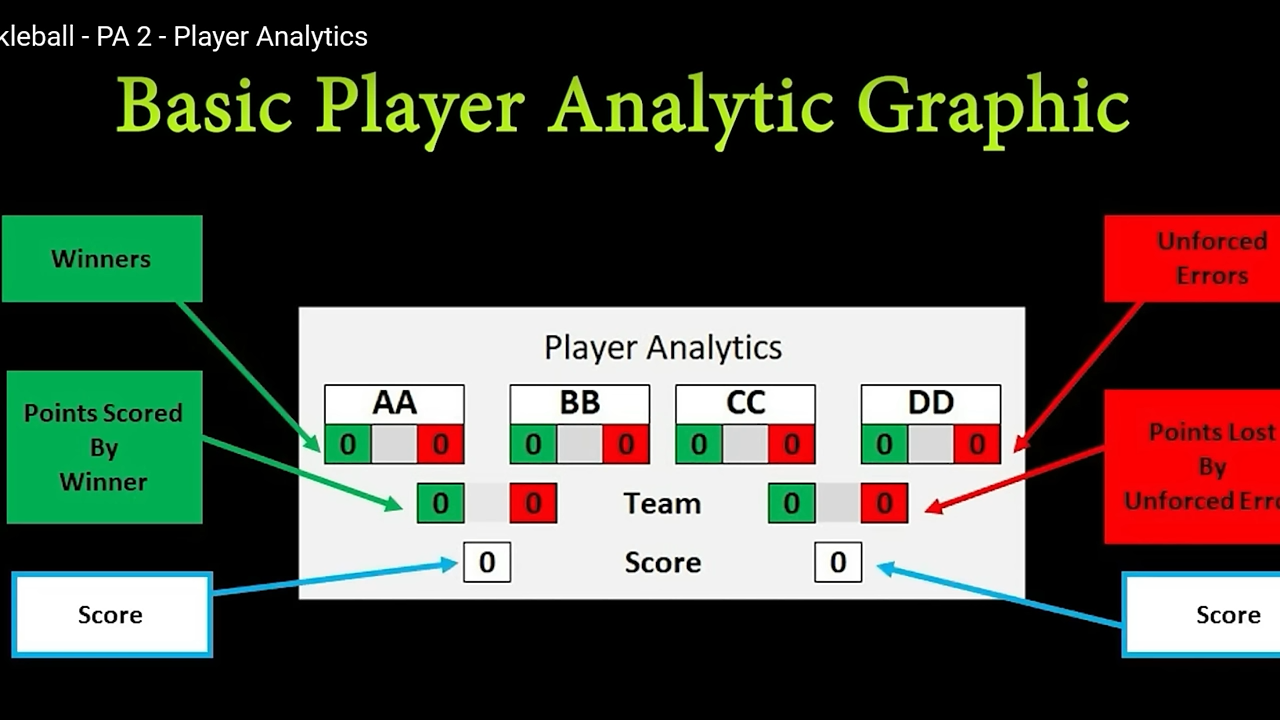 kleball - PA 2 - Player Analytics
Basic Player Analytic Graphic
Winners
Unforced
Errors
Points Scored
By
Winner
Points Lost
By
Unforced Erro
Score
Score
Player Analytics
AA BB CC DD
0 0 0 0 0 0 0 0
0 0 Team 0 0
0 Score 0